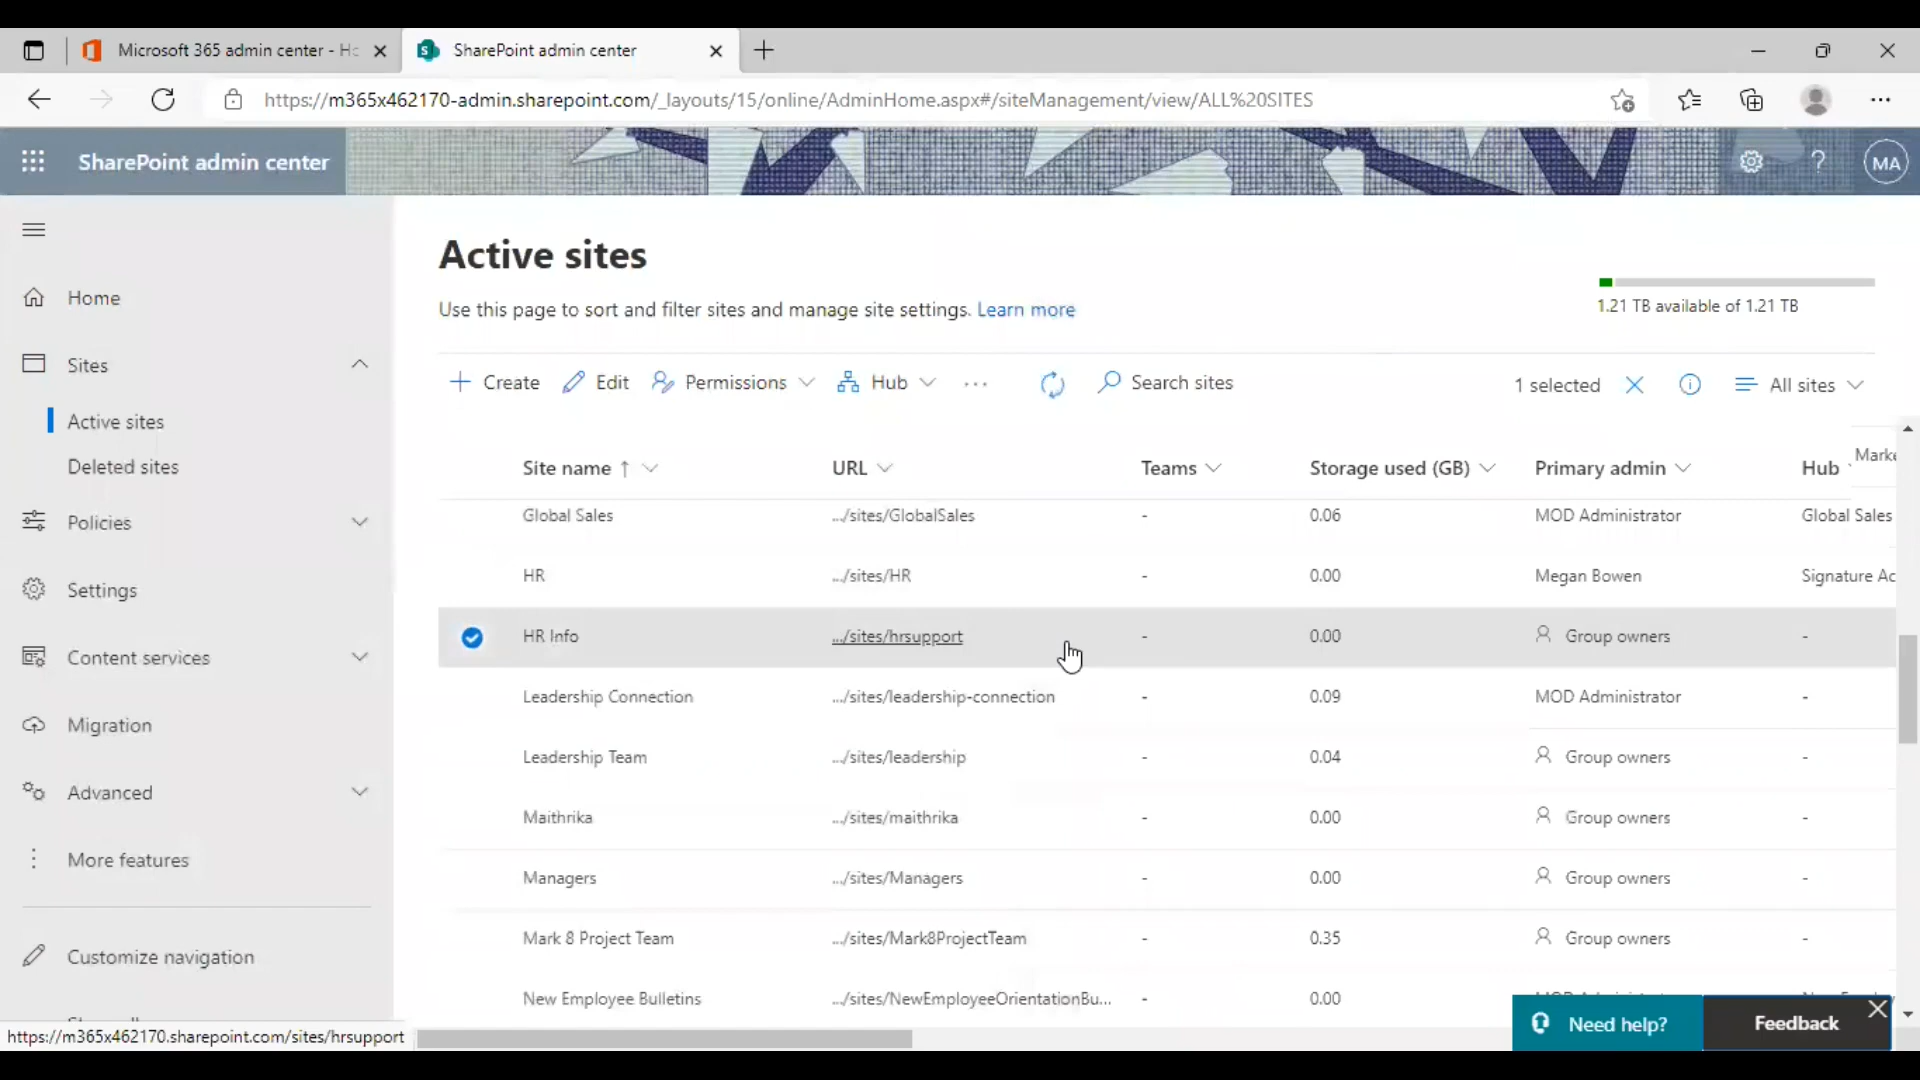 Microsoft 365 admin center - Ho
SharePoint admin center
https://m365x462170-admin.sharepoint.com/_layouts/15/online/AdminHome.aspx#/siteManagement/view/ALL%20SITES
SharePoint admin center
MA
Home
Sites
Active sites
Deleted sites
Policies
Settings
Content services
Migration
Advanced
More features
Customize navigation
https://m365x462170.sharepoint.com/sites/hrsupport
Active sites
Use this page to sort and filter sites and manage site settings. Learn more
1.21 TB available of 1.21 TB
Create Edit Permissions Hub ... Search sites 1 selected All sites
Marke
Site name ↑ URL Teams Storage used (GB) Primary admin Hub
Global Sales .../sites/GlobalSales - 0.06 MOD Administrator Global Sales
HR .../sites/HR - 0.00 Megan Bowen Signature Ac
HR Info .../sites/hrsupport - 0.00 Group owners -
Leadership Connection .../sites/leadership-connection - 0.09 MOD Administrator -
Leadership Team .../sites/leadership - 0.04 Group owners -
Maithrika .../sites/maithrika - 0.00 Group owners -
Managers .../sites/Managers - 0.00 Group owners -
Mark 8 Project Team .../sites/Mark8ProjectTeam - 0.35 Group owners -
New Employee Bulletins .../sites/NewEmployeeOrientationBu... - 0.00
Need help?
Feedback